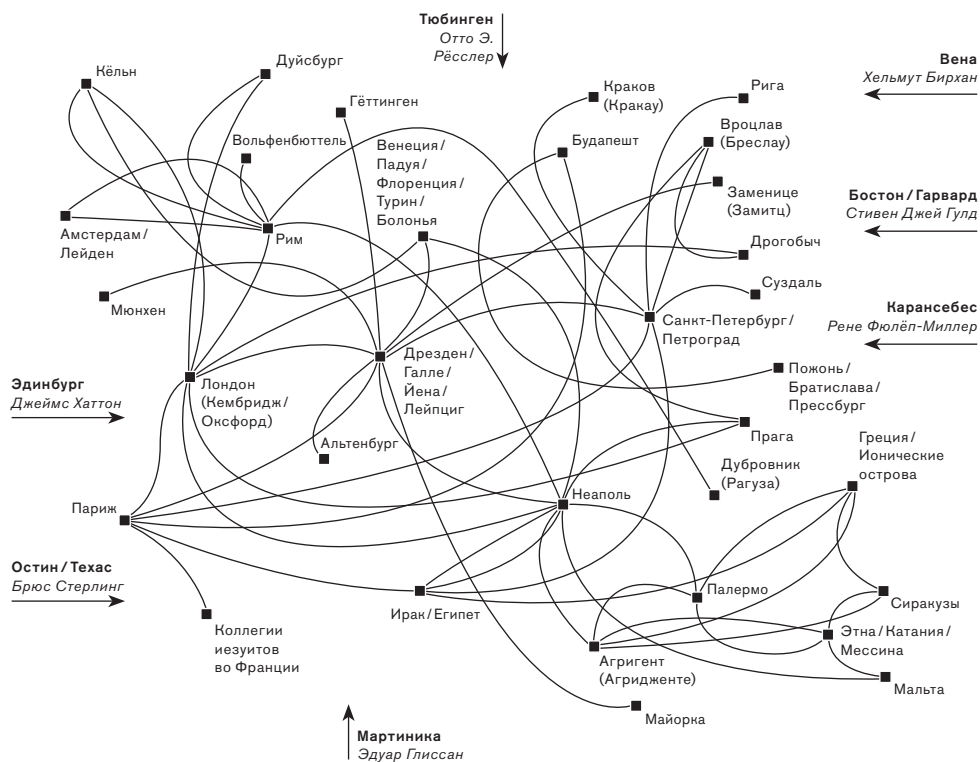 Тюбинген
Отто Э.
Рёсслер
Вена
Хельмут Бирхан
Кёльн
Дуйсбург
Гёттинген
Краков
(Кракау)
Рига
Вроцлав
(Бреслау)
Вольфенбюттель
Венеция /
Падуя /
Флоренция /
Турин /
Болонья
Будапешт
Заменице
(Замитц)
Бостон / Гарвард
Стивен Джей Гулд
Амстердам /
Лейден
Рим
Дрогобыч
Мюнхен
Суздаль
Санкт-Петербург /
Петроград
Карансебес
Рене Фюлёп-Миллер
Эдинбург
Джеймс Хаттон
Лондон
(Кембридж /
Оксфорд)
Дрезден /
Галле /
Йена /
Лейпциг
Пожонь /
Братислава /
Прессбург
Альтенбург
Прага
Греция /
Ионические
острова
Дубровник
(Рагуза)
Париж
Неаполь
Остин / Техас
Брюс Стерлинг
Коллегии
иезуитов
во Франции
Ирак / Египет
Палермо
Сиракузы
Этна / Катания /
Мессина
Агригент
(Агридженте)
Мальта
Майорка
Мартиника
Эдуар Глиссан